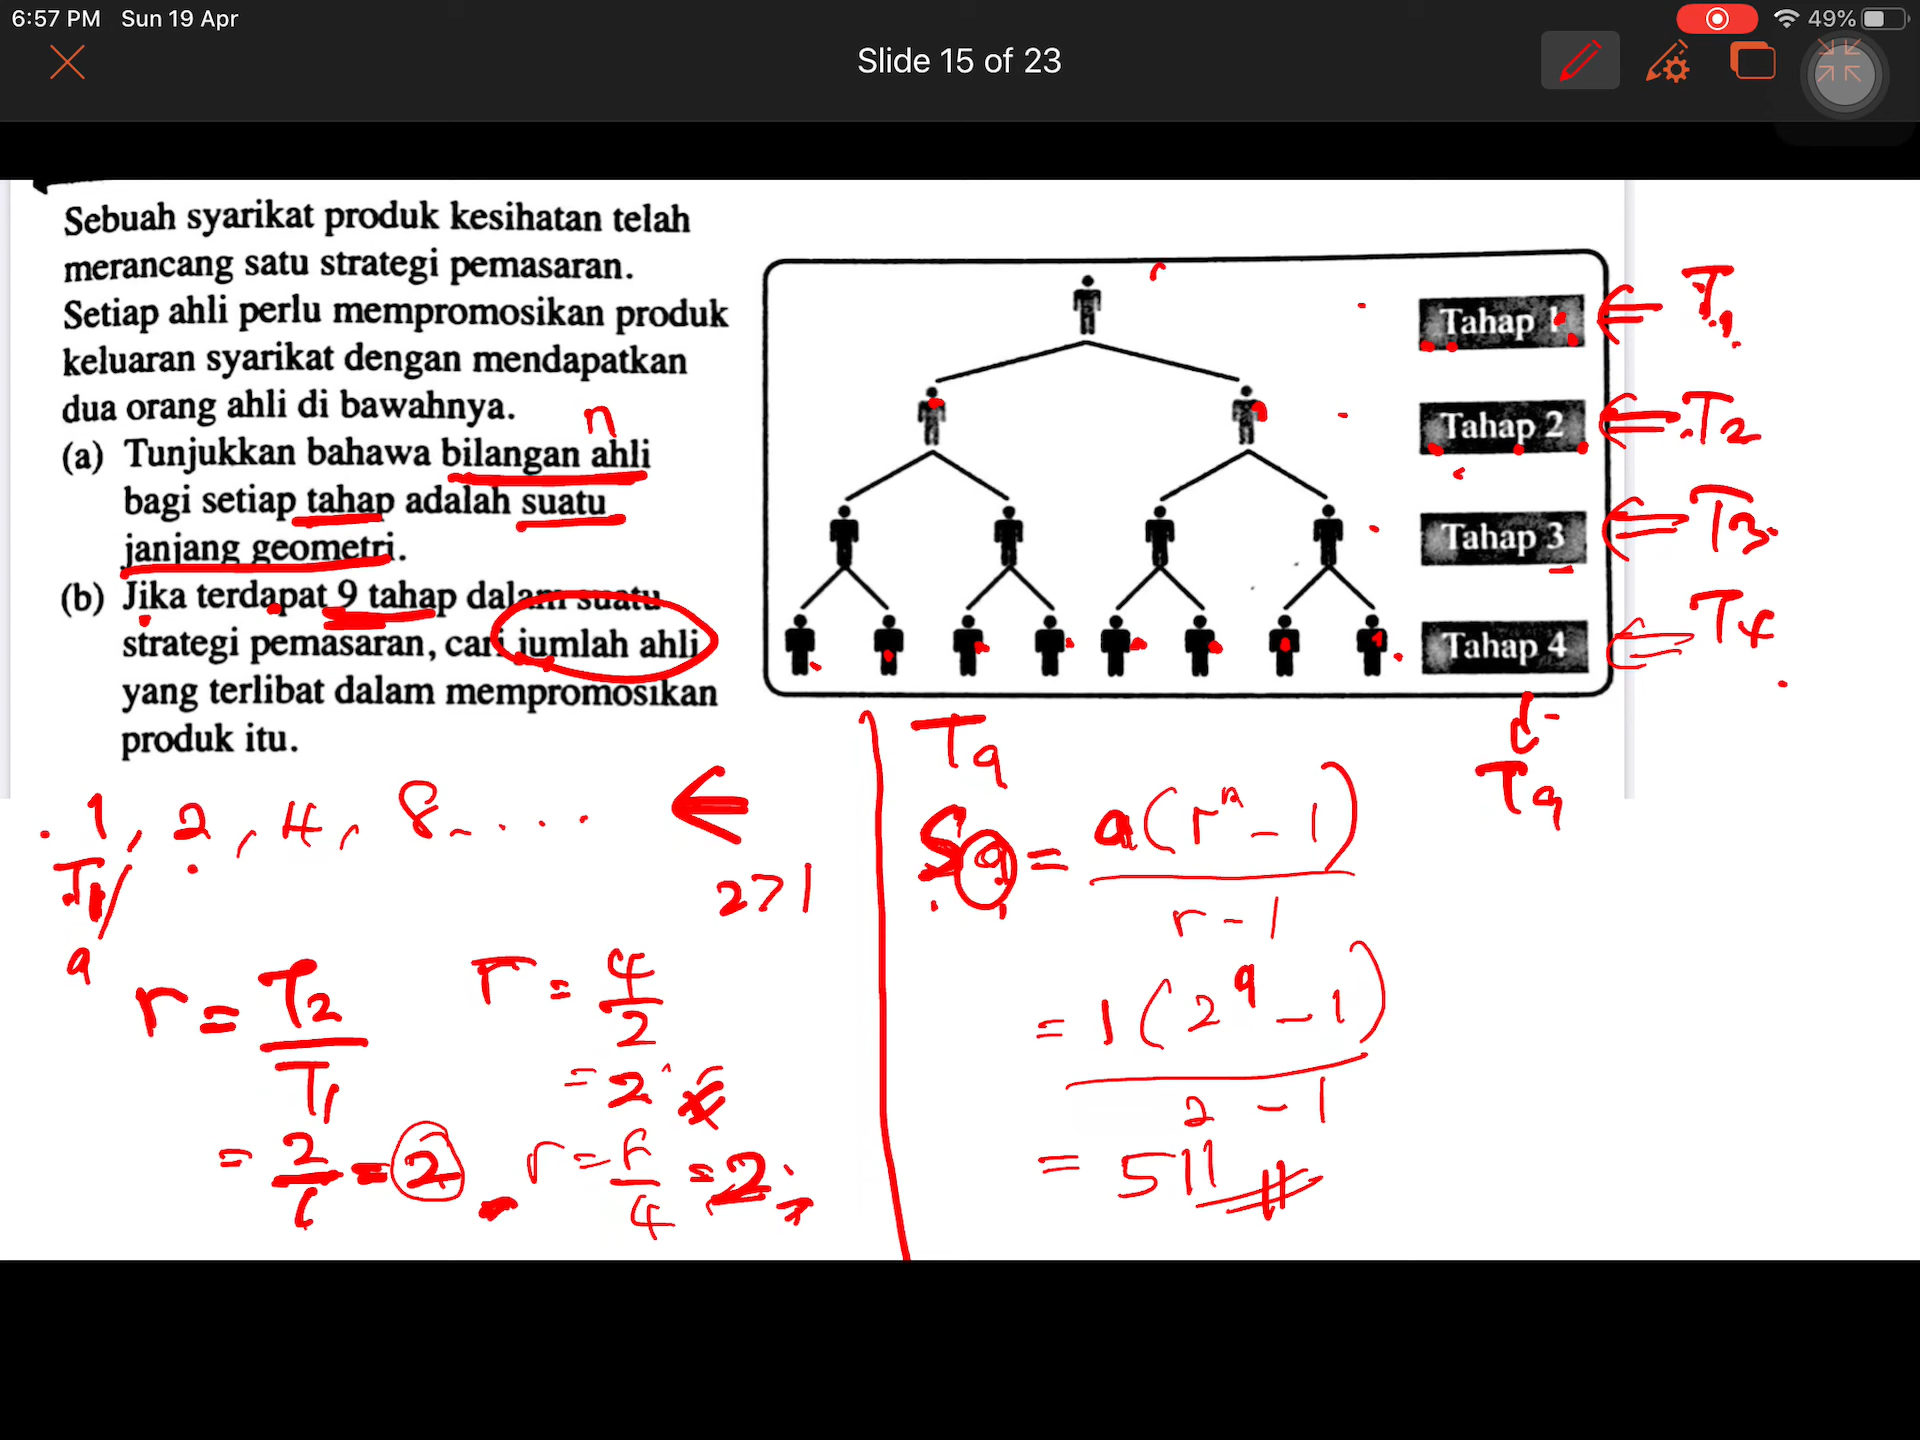 6:57 PM Sun 19 Apr
49%
Slide 15 of 23
Sebuah syarikat produk kesihatan telah
merancang satu strategi pemasaran.
Setiap ahli perlu mempromosikan produk
keluaran syarikat dengan mendapatkan
dua orang ahli di bawahnya.
n
(a) Tunjukkan bahawa bilangan ahli
bagi setiap tahap adalah suatu
janjang geometri.
(b) Jika terdapat 9 tahap dalam suatu
strategi pemasaran, cari jumlah ahli
yang terlibat dalam mempromosikan
produk itu.
Tahap 1
T1
Tahap 2
T2
Tahap 3
T3
Tahap 4
T4
T9
1, 2, 4, 8, ....
T1
a
2>1
r = T2
T1
= 2/1 = 2
r = 4/2
= 2
r = 8/4 = 2
T9
S9 = a(r^n - 1)
r - 1
= 1(2^9 - 1)
2 - 1
= 511